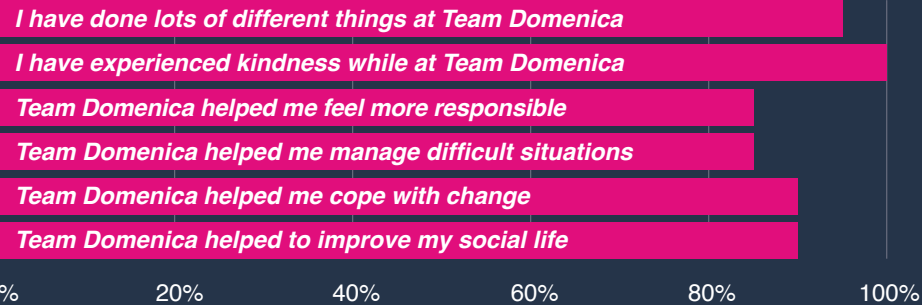 I have done lots of different things at Team Domenica
I have experienced kindness while at Team Domenica
Team Domenica helped me feel more responsible
Team Domenica helped me manage difficult situations
Team Domenica helped me cope with change
Team Domenica helped to improve my social life
% 20% 40% 60% 80% 100%